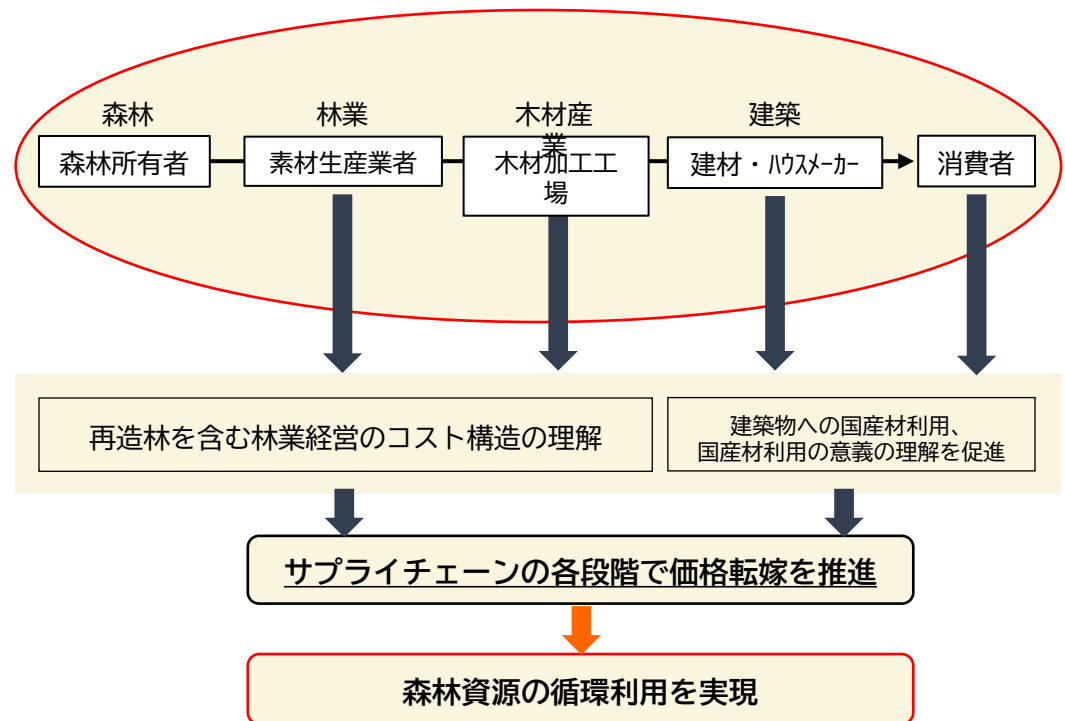 森林
林業
木材産
業
建築
森林所有者
素材生産業者
木材加工工
場
建材・ﾊｳｽﾒｰｶｰ
消費者
再造林を含む林業経営のコスト構造の理解
建築物への国産材利用、
国産材利用の意義の理解を促進
サプライチェーンの各段階で価格転嫁を推進
森林資源の循環利用を実現